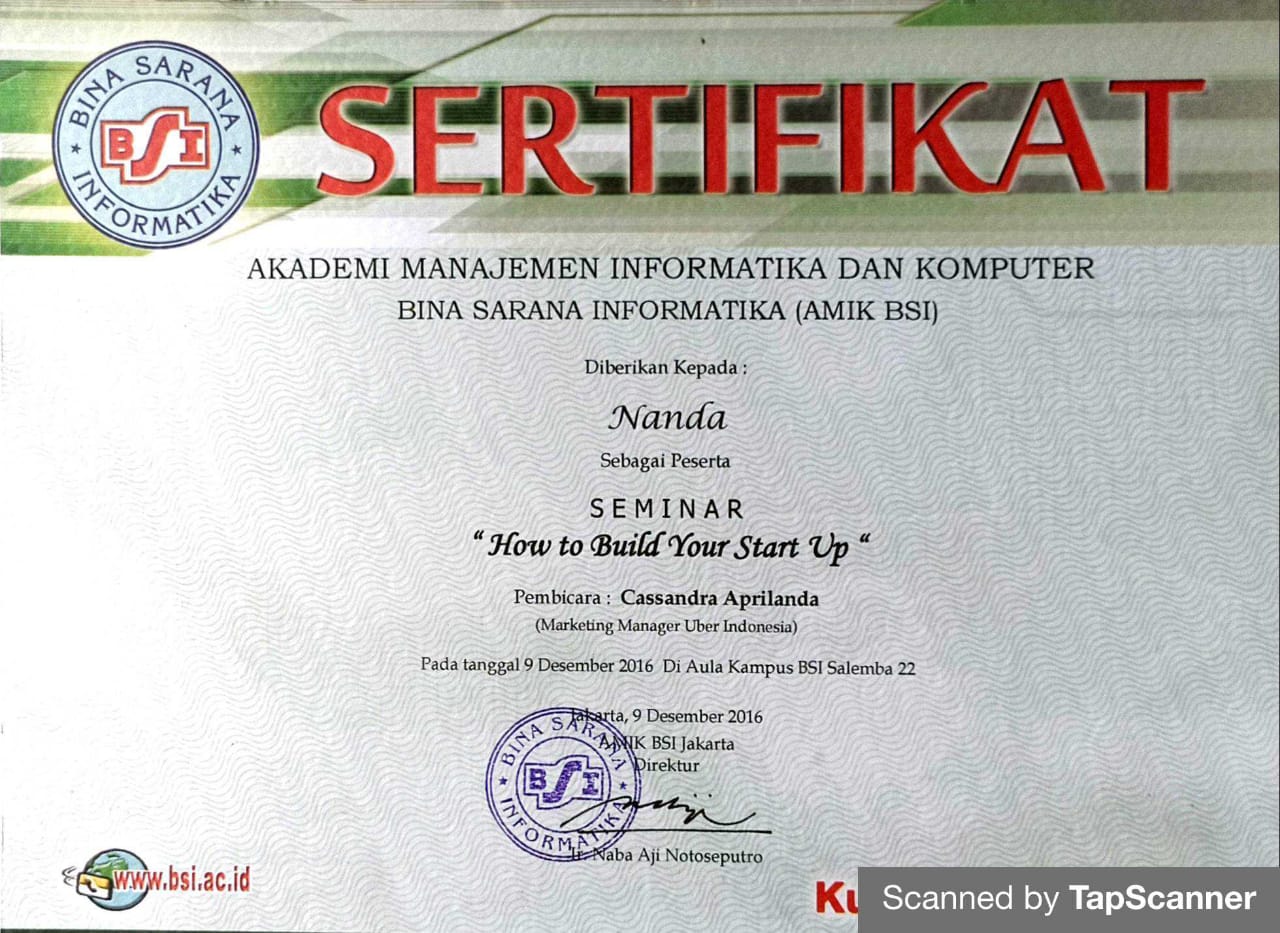 BINA SARANA
BSI
INFORMATIKA
SERTIFIKAT
AKADEMI MANAJEMEN INFORMATIKA DAN KOMPUTER
BINA SARANA INFORMATIKA (AMIK BSI)
Diberikan Kepada :
Nanda
Sebagai Peserta
SEMINAR
“ How to Build Your Start Up “
Pembicara : Cassandra Aprilanda
(Marketing Manager Uber Indonesia)
Pada tanggal 9 Desember 2016 Di Aula Kampus BSI Salemba 22
Jakarta, 9 Desember 2016
AMIK BSI Jakarta
Direktur
BINA SARANA
BSI
INFORMATIKA
Ir. Naba Aji Notoseputro
www.bsi.ac.id
Scanned by TapScanner